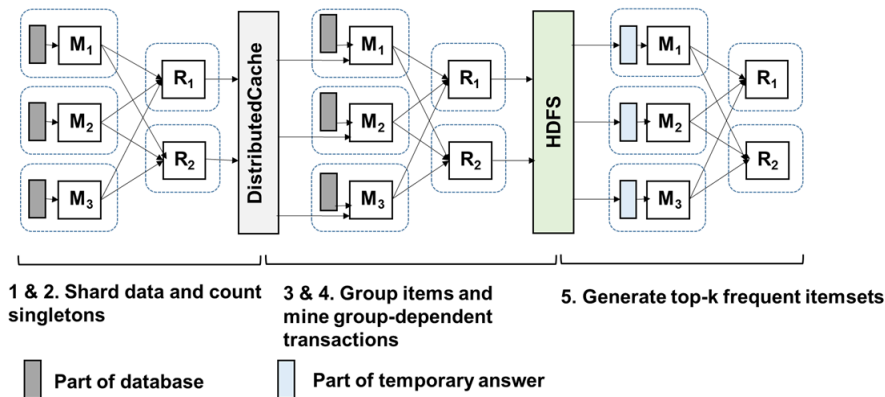 M1
M2
M3
R1
R2
DistributedCache
M1
M2
M3
R1
R2
HDFS
M1
M2
M3
R1
R2
1 & 2. Shard data and count
singletons
3 & 4. Group items and
mine group-dependent
transactions
5. Generate top-k frequent itemsets
Part of database
Part of temporary answer